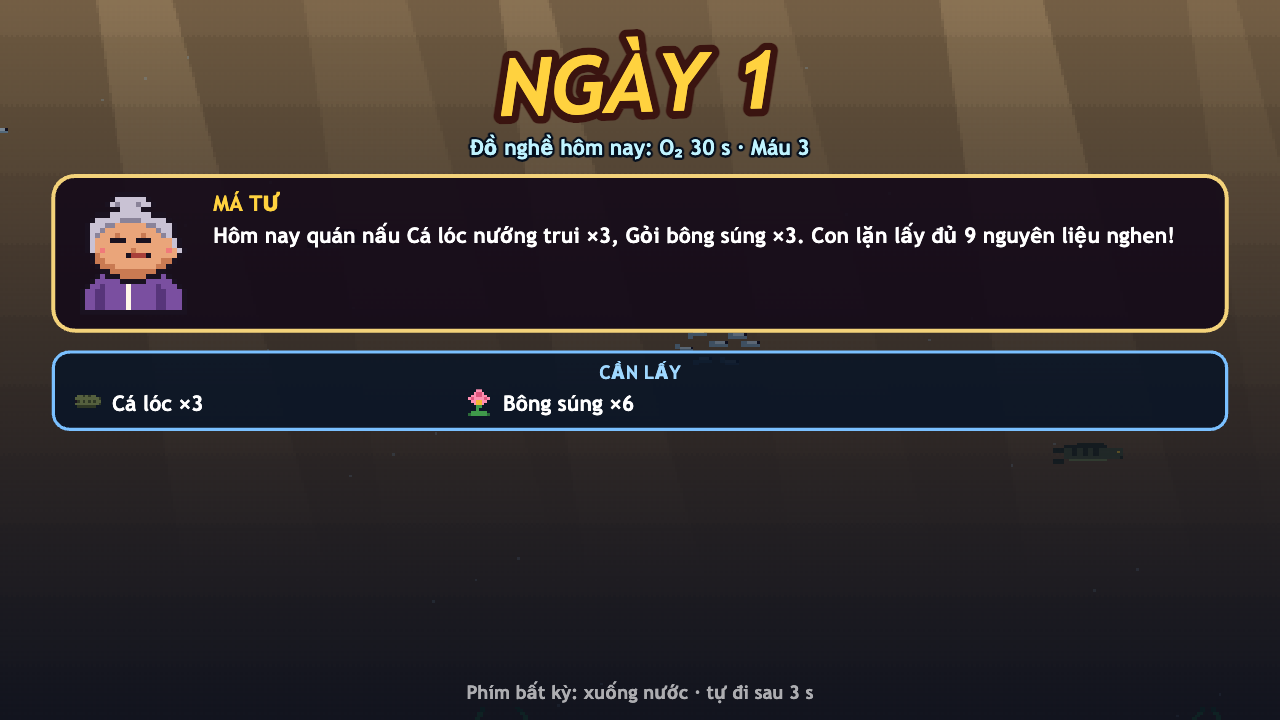 NGÀY 1
Đồ nghề hôm nay: O₂ 30 s · Máu 3
MÁ TƯ
Hôm nay quán nấu Cá lóc nướng trui ×3, Gỏi bông súng ×3. Con lặn lấy đủ 9 nguyên liệu nghen!
CẦN LẤY
Cá lóc ×3
Bông súng ×6
Phím bất kỳ: xuống nước · tự đi sau 3 s